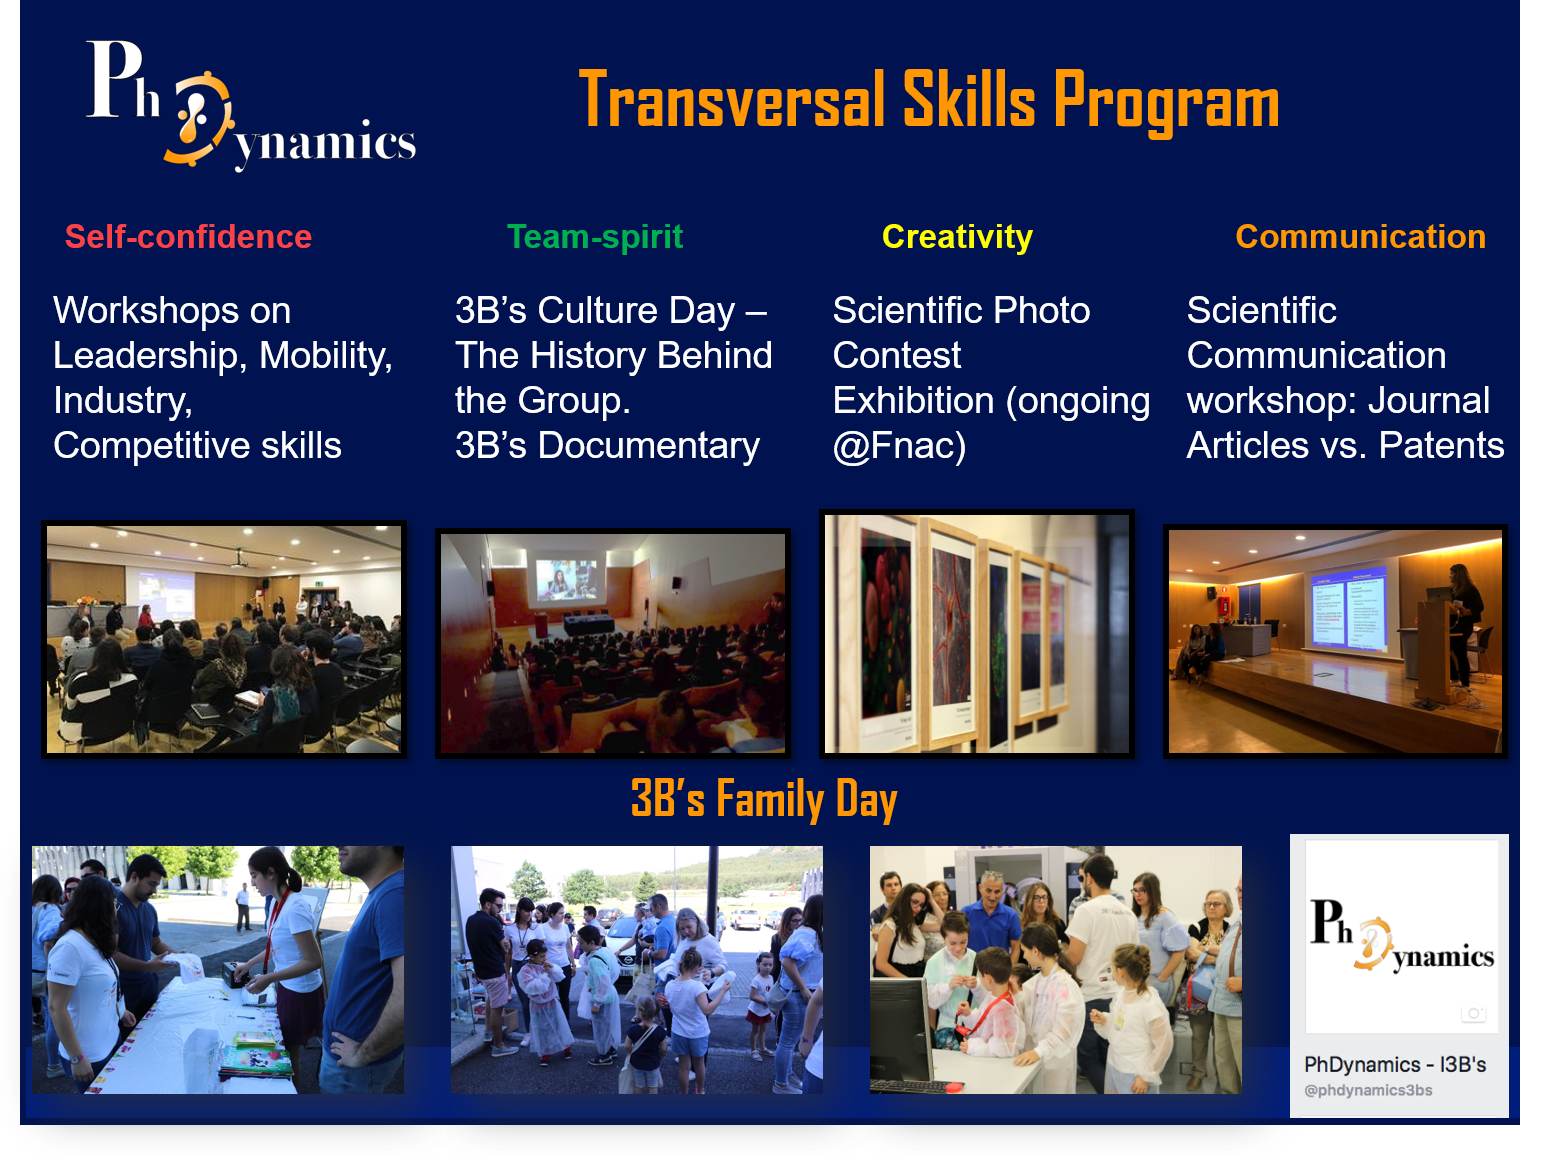 PhDynamics
Transversal Skills Program
Self-confidence
Workshops on
Leadership, Mobility,
Industry,
Competitive skills
Team-spirit
3B’s Culture Day –
The History Behind
the Group.
3B’s Documentary
Creativity
Scientific Photo
Contest
Exhibition (ongoing
@Fnac)
Communication
Scientific
Communication
workshop: Journal
Articles vs. Patents
3B’s Family Day
PhDynamics
PhDynamics - I3B's
@phdynamics3bs